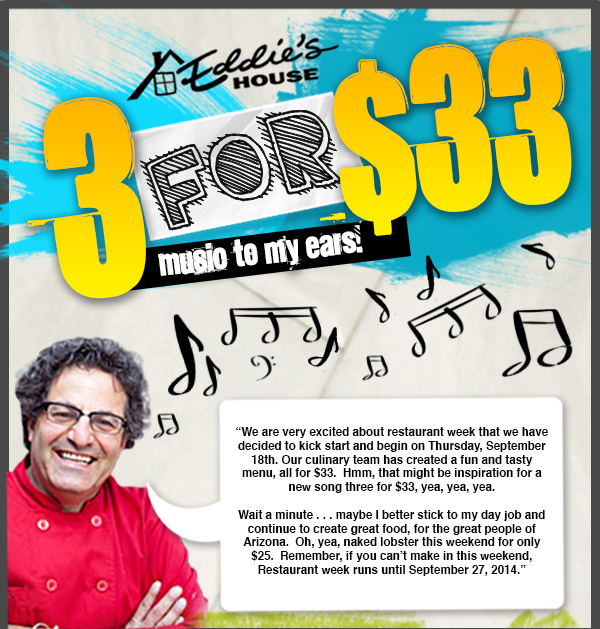 Eddie's
HOUSE
3 FOR $33
music to my ears!
“We are very excited about restaurant week that we have
decided to kick start and begin on Thursday, September
18th. Our culinary team has created a fun and tasty
menu, all for $33.  Hmm, that might be inspiration for a
new song three for $33, yea, yea, yea.
Wait a minute . . . maybe I better stick to my day job and
continue to create great food, for the great people of
Arizona.  Oh, yea, naked lobster this weekend for only
$25.  Remember, if you can’t make in this weekend,
Restaurant week runs until September 27, 2014.”